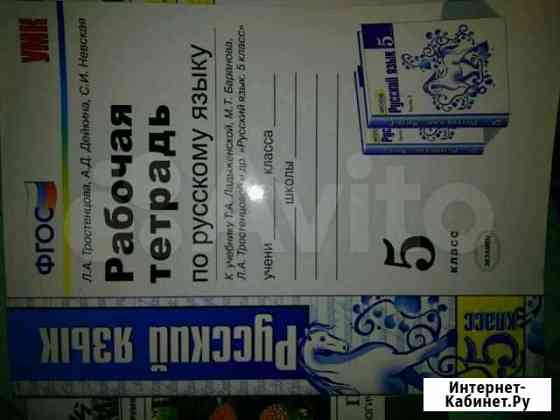 УМК
Л.А. Тростенцова, А.Д. Дейкина, С.И. Невская
ФГОС
Рабочая
тетрадь
по русскому языку
К учебнику Т.А. Ладыженской, М.Т. Баранова,
Л.А. Тростенцовой и др. «Русский язык. 5 класс»
учени класса
школы
5
класс
ЭКЗАМЕН
Русский язык 5
РУССКИЙ ЯЗЫК
5 класс
Avito
Интернет-
Кабинет.Ру